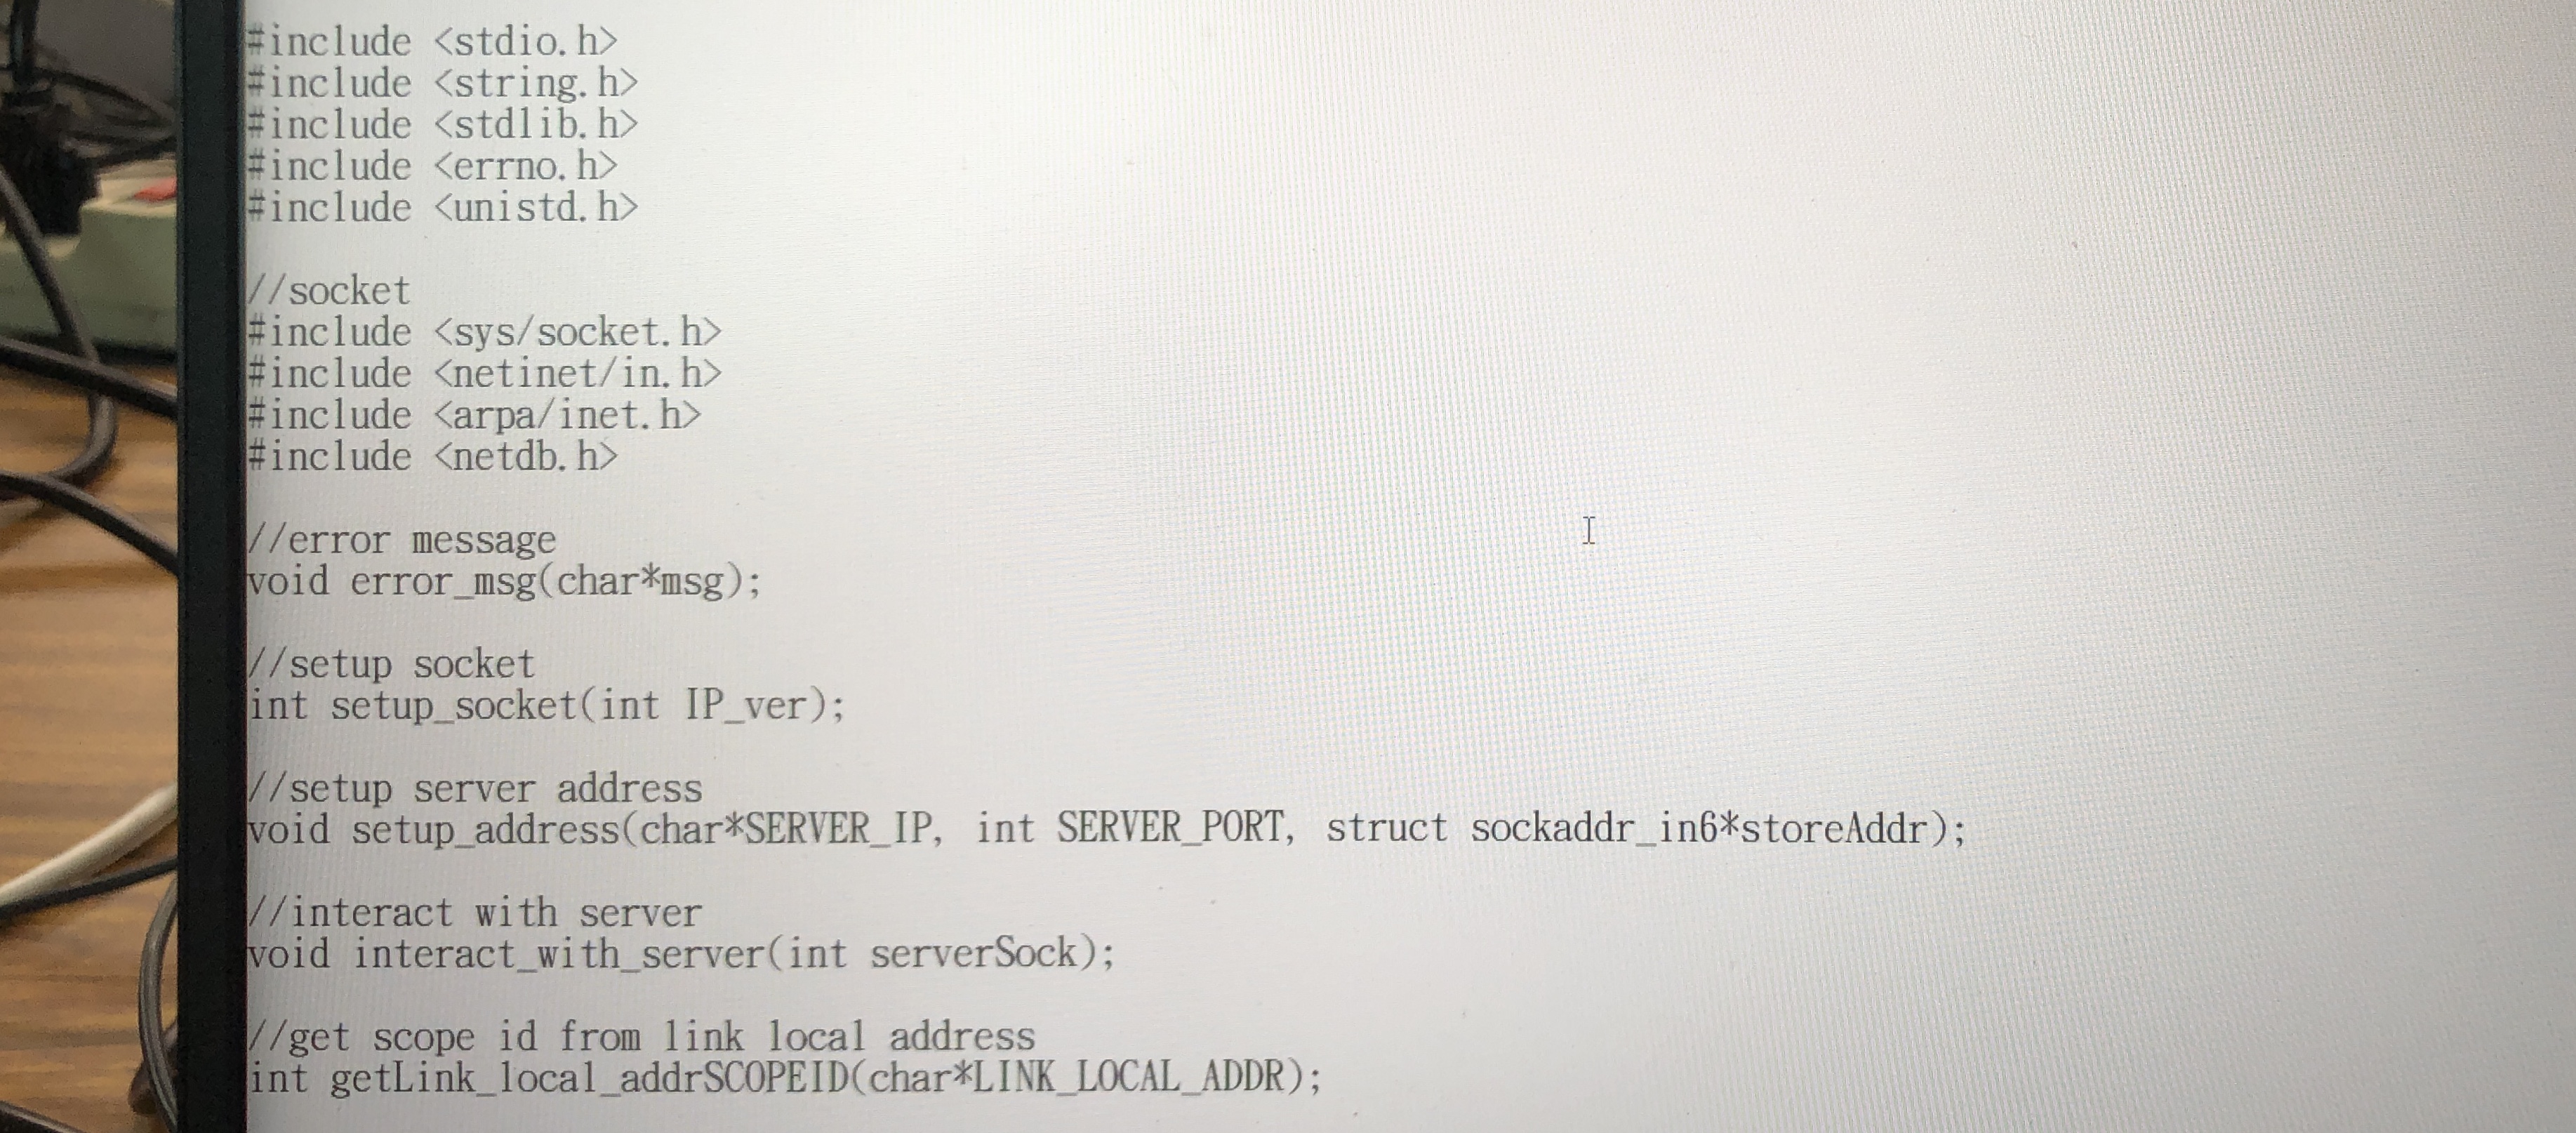 #include <stdio.h>
#include <string.h>
#include <stdlib.h>
#include <errno.h>
#include <unistd.h>
//socket
#include <sys/socket.h>
#include <netinet/in.h>
#include <arpa/inet.h>
#include <netdb.h>
//error message
void error_msg(char*msg);
//setup socket
int setup_socket(int IP_ver);
//setup server address
void setup_address(char*SERVER_IP, int SERVER_PORT, struct sockaddr_in6*storeAddr);
//interact with server
void interact_with_server(int serverSock);
//get scope id from link local address
int getLink_local_addrSCOPEID(char*LINK_LOCAL_ADDR);